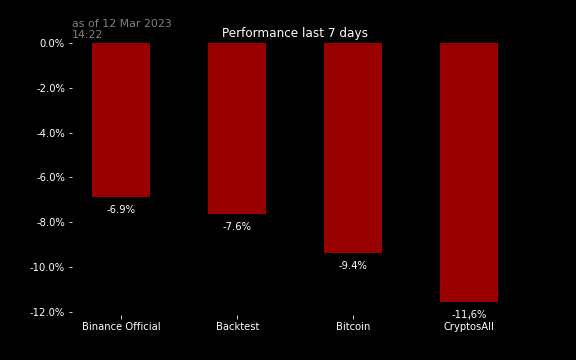 as of 12 Mar 2023
14:22
Performance last 7 days
0.0%
-2.0%
-4.0%
-6.0%
-8.0%
-10.0%
-12.0%
-6.9%
-7.6%
-9.4%
-11.6%
Binance Official
Backtest
Bitcoin
CryptosAll